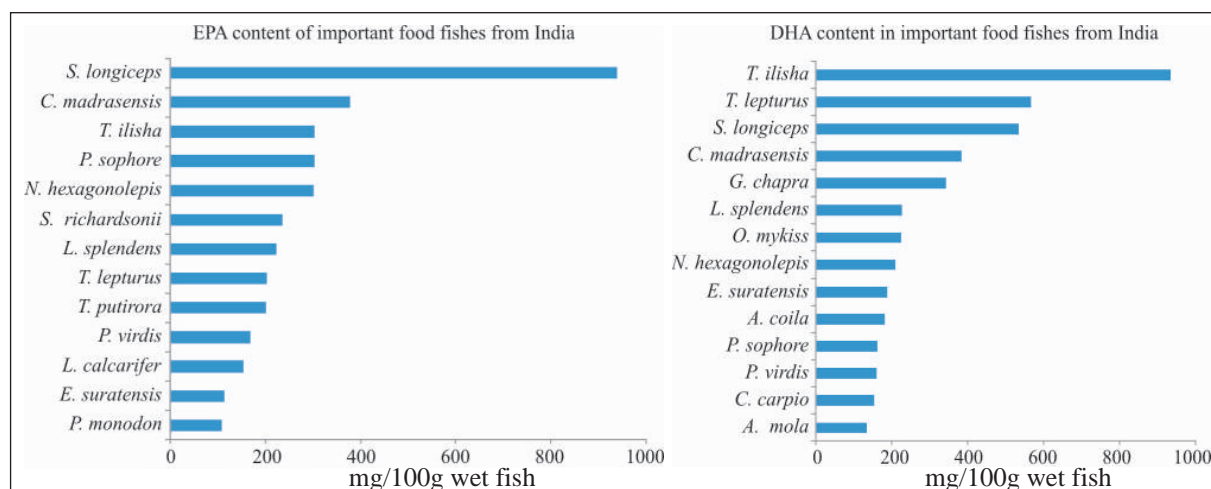 EPA content of important food fishes from India
S. longiceps
C. madrasensis
T. ilisha
P. sophore
N. hexagonolepis
S. richardsonii
L. splendens
T. lepturus
T. putirora
P. virdis
L. calcarifer
E. suratensis
P. monodon
0 200 400 600 800 1000
mg/100g wet fish
DHA content in important food fishes from India
T. ilisha
T. lepturus
S. longiceps
C. madrasensis
G. chapra
L. splendens
O. mykiss
N. hexagonolepis
E. suratensis
A. coila
P. sophore
P. virdis
C. carpio
A. mola
0 200 400 600 800 1000
mg/100g wet fish